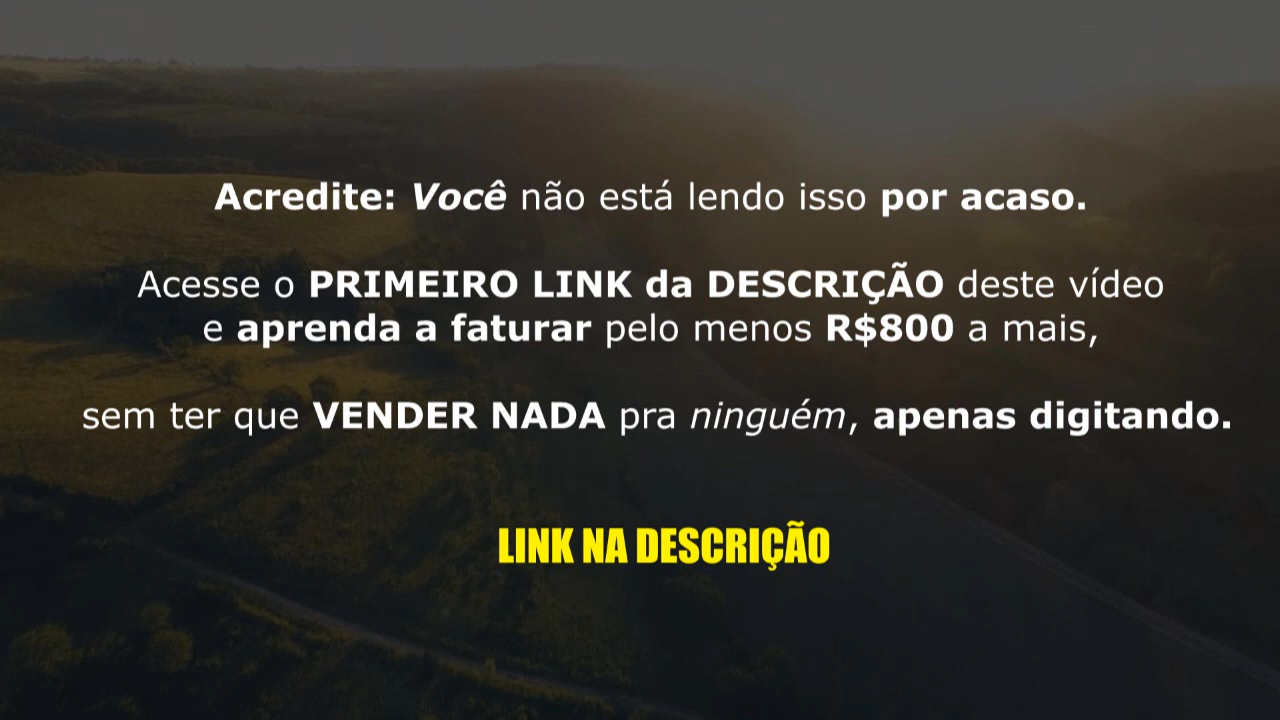 Acredite: Você não está lendo isso por acaso.
Acesse o PRIMEIRO LINK da DESCRIÇÃO deste vídeo
e aprenda a faturar pelo menos R$800 a mais,
sem ter que VENDER NADA pra ninguém, apenas digitando.
LINK NA DESCRIÇÃO